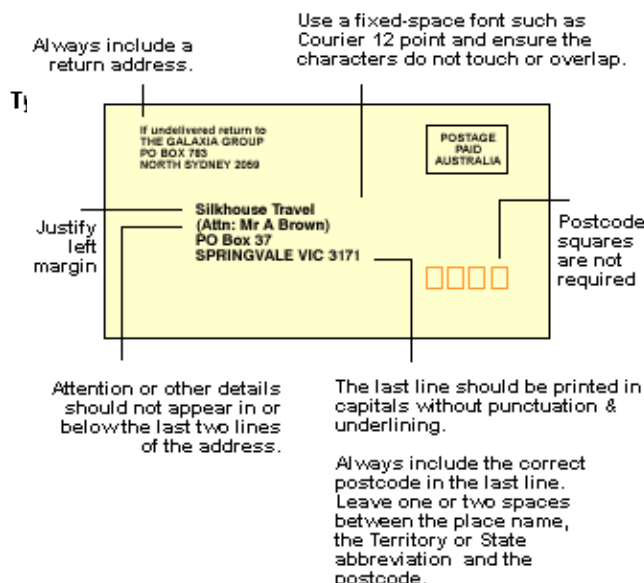 Always include a
return address.
Use a fixed-space font such as
Courier 12 point and ensure the
characters do not touch or overlap.
If undelivered return to
THE GALAXIA GROUP
PO BOX 783
NORTH SYDNEY 2059
POSTAGE
PAID
AUSTRALIA
Silkhouse Travel
(Attn: Mr A Brown)
PO Box 37
SPRINGVALE VIC 3171
Justify
left
margin
Postcode
squares
are not
required
Attention or other details
should not appear in or
below the last two lines
of the address.
The last line should be printed in
capitals without punctuation &
underlining.
Always include the correct
postcode in the last line.
Leave one or two spaces
between the place name,
the Territory or State
abbreviation and the
postcode.